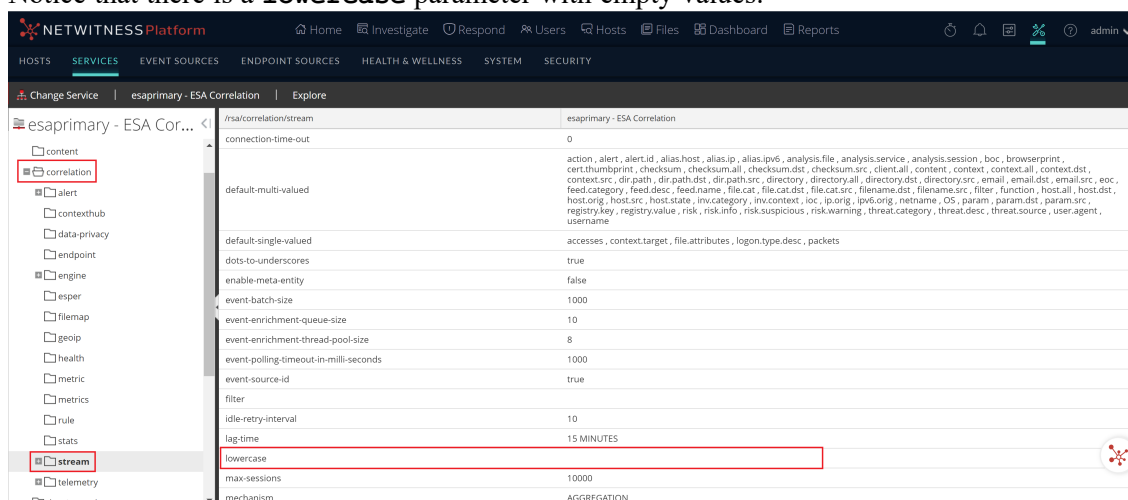 Notice that there is a lowercase parameter with empty values.
NETWITNESS Platform Home Investigate Respond Users Hosts Files Dashboard Reports admin
HOSTS SERVICES EVENT SOURCES ENDPOINT SOURCES HEALTH & WELLNESS SYSTEM SECURITY
Change Service | esaprimary - ESA Correlation | Explore
esaprimary - ESA Cor...
content
correlation
alert
contexthub
data-privacy
endpoint
engine
esper
filemap
geoip
health
metric
metrics
rule
stats
stream
telemetry
/rsa/correlation/stream esaprimary - ESA Correlation
connection-time-out 0
default-multi-valued
action , alert , alert.id , alias.host , alias.ip , alias.ipv6 , analysis.file , analysis.service , analysis.session , boc , browserprint ,
cert.thumbprint , checksum , checksum.all , checksum.dst , checksum.src , client.all , content , context , context.all , context.dst ,
context.src , dir.path , dir.path.dst , dir.path.src , directory , directory.all , directory.dst , directory.src , email , email.dst , email.src , eoc ,
feed.category , feed.desc , feed.name , file.cat , file.cat.dst , file.cat.src , filename.dst , filename.src , filter , function , host.all , host.dst ,
host.orig , host.src , host.state , inv.category , inv.context , ioc , ip.orig , ipv6.orig , netname , OS , param , param.dst , param.src ,
registry.key , registry.value , risk , risk.info , risk.suspicious , risk.warning , threat.category , threat.desc , threat.source , user.agent ,
username
default-single-valued accesses , context.target , file.attributes , logon.type.desc , packets
dots-to-underscores true
enable-meta-entity false
event-batch-size 1000
event-enrichment-queue-size 10
event-enrichment-thread-pool-size 8
event-polling-timeout-in-milli-seconds 1000
event-source-id true
filter
idle-retry-interval 10
lag-time 15 MINUTES
lowercase
max-sessions 10000
mechanism AGGREGATION